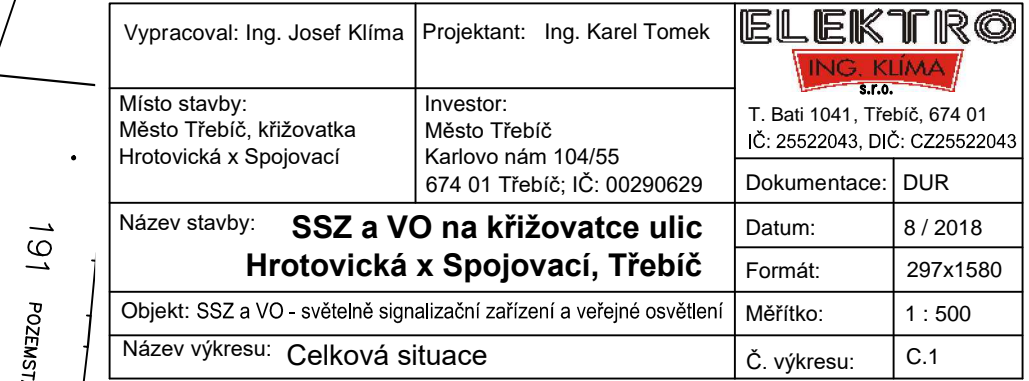 Vypracoval: Ing. Josef Klíma
Projektant: Ing. Karel Tomek
ELEKTRO
ING. KLÍMA
s.r.o.
T. Bati 1041, Třebíč, 674 01
IČ: 25522043, DIČ: CZ25522043
Místo stavby:
Město Třebíč, křižovatka
Hrotovická x Spojovací
Investor:
Město Třebíč
Karlovo nám 104/55
674 01 Třebíč; IČ: 00290629
Dokumentace: DUR
Název stavby: SSZ a VO na křižovatce ulic
Hrotovická x Spojovací, Třebíč
Datum: 8 / 2018
Formát: 297x1580
Objekt: SSZ a VO - světelně signalizační zařízení a veřejné osvětlení
Měřítko: 1 : 500
Název výkresu: Celková situace
Č. výkresu: C.1
191 POZEMST.